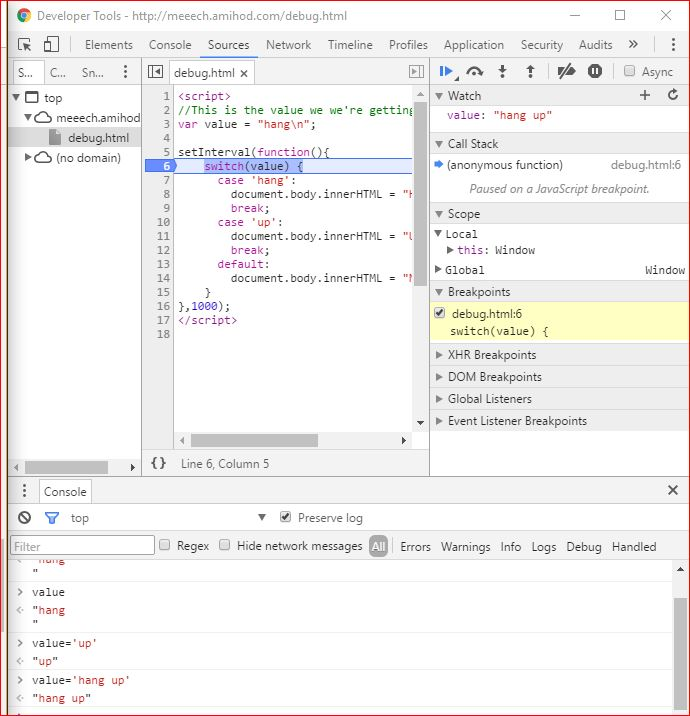 Developer Tools - http://meeech.amihod.com/debug.html
Elements Console Sources Network Timeline Profiles Application Security Audits »
S... C... Sn...
debug.html ×
Async
top
meeech.amihod
debug.html
(no domain)
1 <script>
2 //This is the value we we're getting
3 var value = "hang\n";
4
5 setInterval(function(){
6 switch(value) {
7 case 'hang':
8 document.body.innerHTML = "H
9 break;
10 case 'up':
11 document.body.innerHTML = "U
12 break;
13 default:
14 document.body.innerHTML = "N
15 }
16 },1000);
17 </script>
18
{} Line 6, Column 5
Watch
value: "hang up"
Call Stack
(anonymous function) debug.html:6
Paused on a JavaScript breakpoint.
Scope
Local
this: Window
Global Window
Breakpoints
debug.html:6
switch(value) {
XHR Breakpoints
DOM Breakpoints
Global Listeners
Event Listener Breakpoints
Console
top Preserve log
Filter Regex Hide network messages All Errors Warnings Info Logs Debug Handled
"hang
"
value
"hang
"
value='up'
"up"
value='hang up'
"hang up"